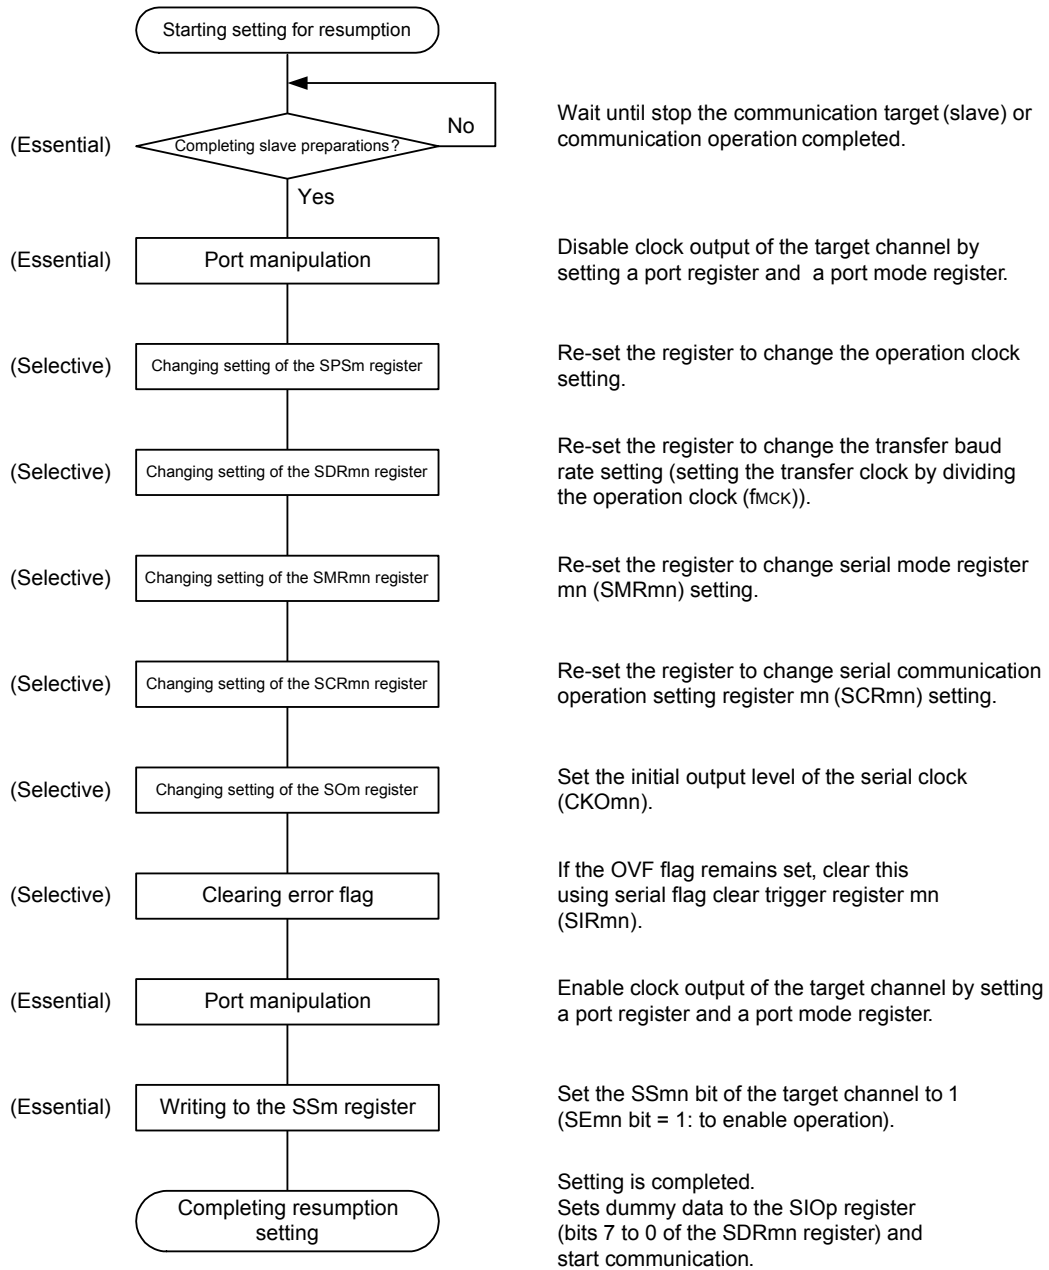 Starting setting for resumption
No
(Essential)
Completing slave preparations?
Wait until stop the communication target (slave) or
communication operation completed.
Yes
(Essential)
Port manipulation
Disable clock output of the target channel by
setting a port register and a port mode register.
(Selective)
Changing setting of the SPSm register
Re-set the register to change the operation clock
setting.
(Selective)
Changing setting of the SDRmn register
Re-set the register to change the transfer baud
rate setting (setting the transfer clock by dividing
the operation clock (fMCK)).
(Selective)
Changing setting of the SMRmn register
Re-set the register to change serial mode register
mn (SMRmn) setting.
(Selective)
Changing setting of the SCRmn register
Re-set the register to change serial communication
operation setting register mn (SCRmn) setting.
(Selective)
Changing setting of the SOm register
Set the initial output level of the serial clock
(CKOmn).
(Selective)
Clearing error flag
If the OVF flag remains set, clear this
using serial flag clear trigger register mn
(SIRmn).
(Essential)
Port manipulation
Enable clock output of the target channel by setting
a port register and a port mode register.
(Essential)
Writing to the SSm register
Set the SSmn bit of the target channel to 1
(SEmn bit = 1: to enable operation).
Completing resumption
setting
Setting is completed.
Sets dummy data to the SIOp register
(bits 7 to 0 of the SDRmn register) and
start communication.